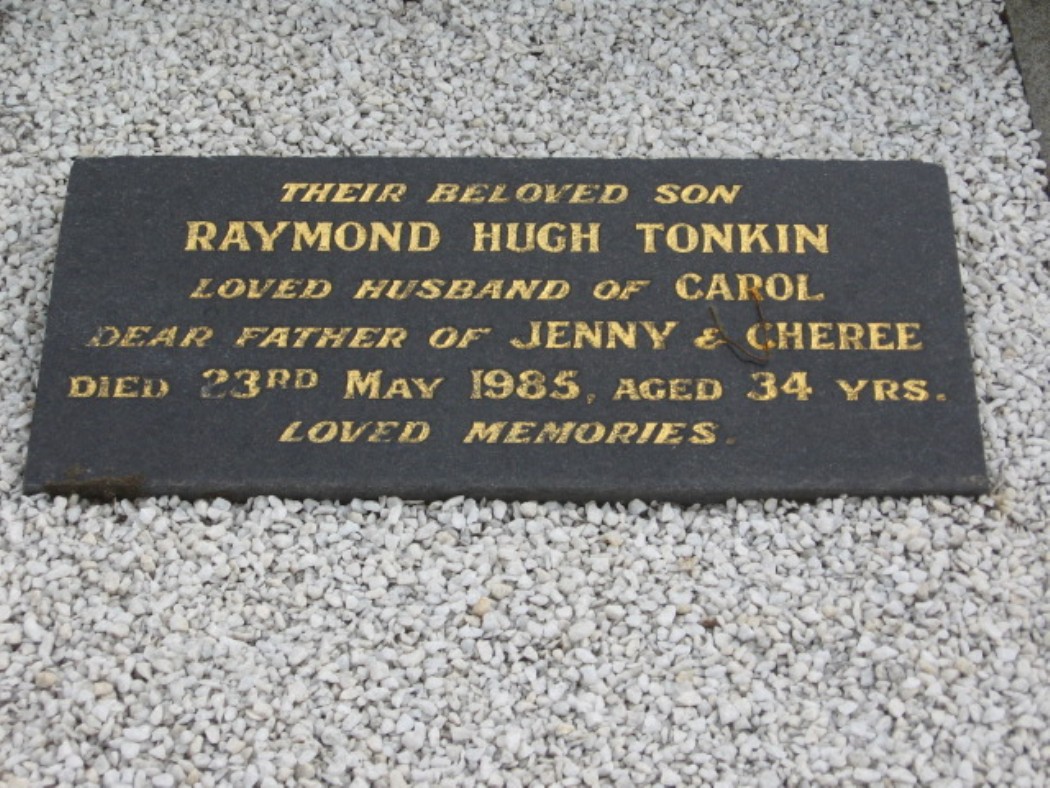 THEIR BELOVED SON
RAYMOND HUGH TONKIN
LOVED HUSBAND OF CAROL
DEAR FATHER OF JENNY & CHEREE
DIED 23RD MAY 1985, AGED 34 YRS.
LOVED MEMORIES.